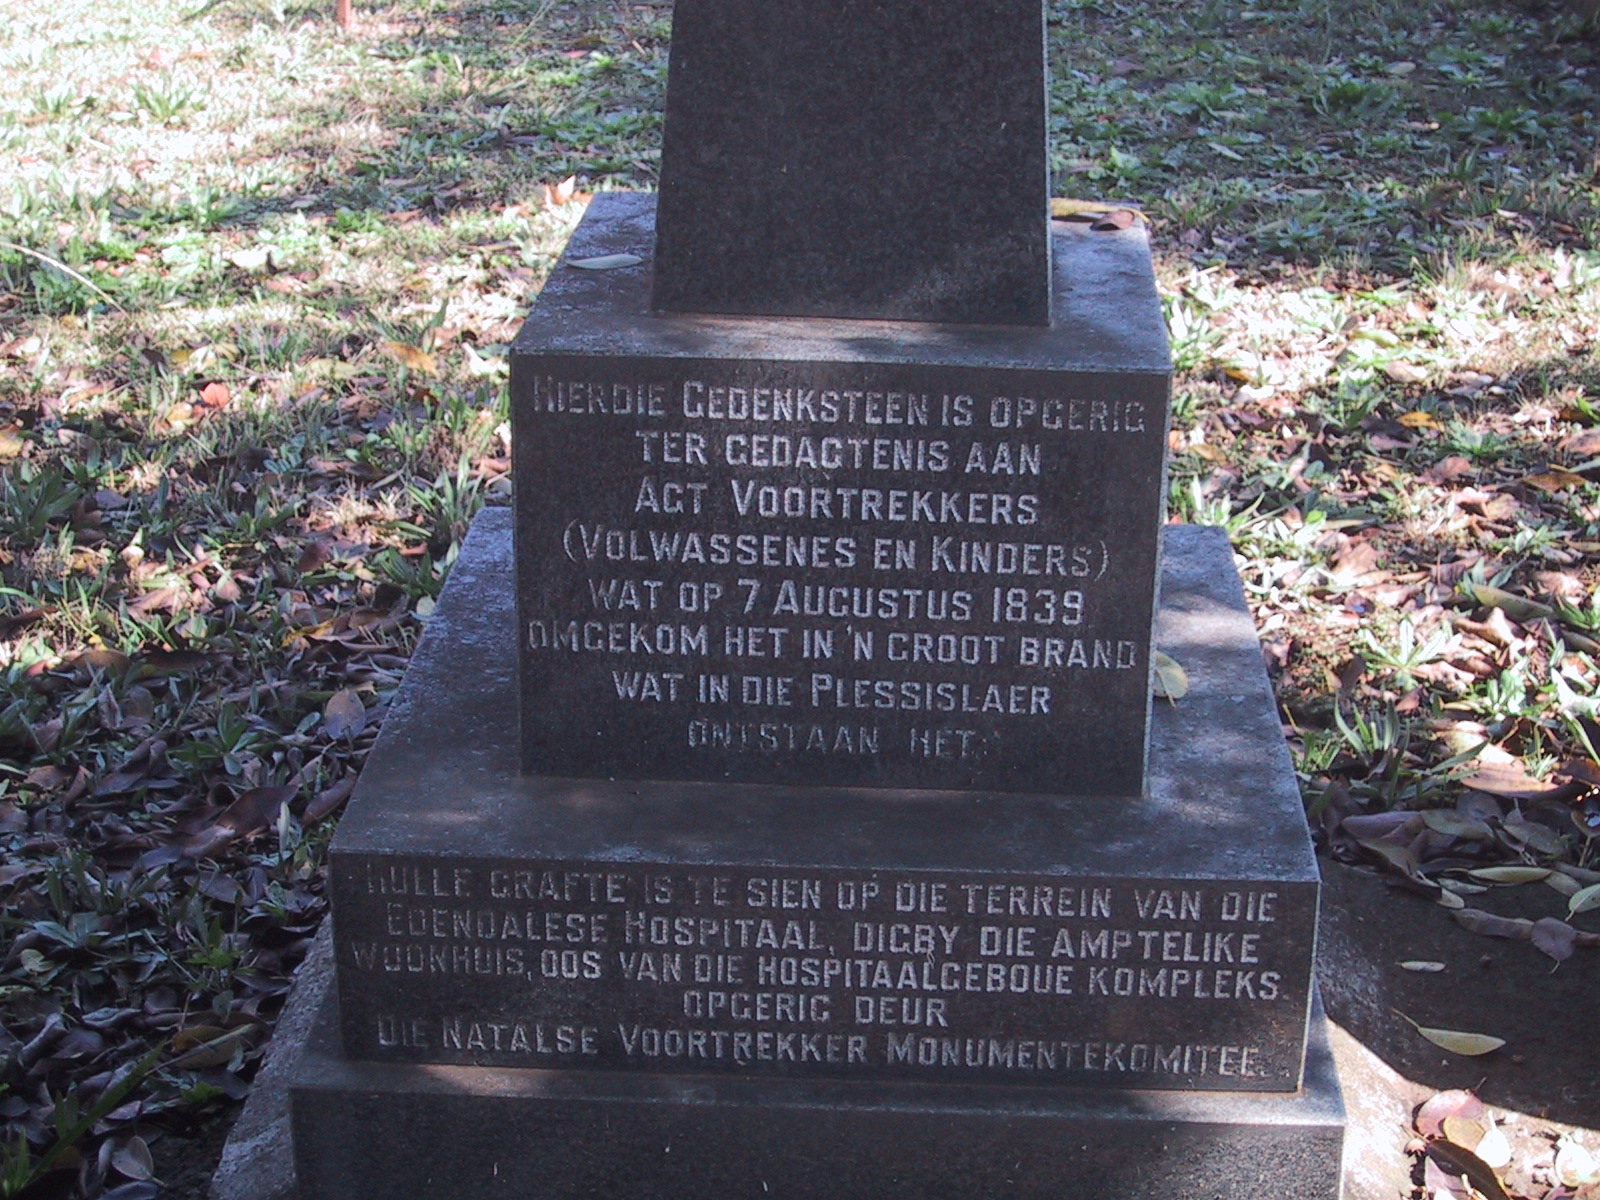 HIERDIE GEDENKSTEEN IS OPGERIG
TER GEDAGTENIS AAN
AGT VOORTREKKERS
(VOLWASSENES EN KINDERS)
WAT OP 7 AUGUSTUS 1839
OMGEKOM HET IN 'N GROOT BRAND
WAT IN DIE PLESSISLAER
ONTSTAAN HET.
HULLE GRAFTE IS TE SIEN OP DIE TERREIN VAN DIE
EDENDALESE HOSPITAAL, DIGBY DIE AMPTELIKE
WOONHUIS, OOS VAN DIE HOSPITAALGEBOUE KOMPLEKS.
OPGERIG DEUR
DIE NATALSE VOORTREKKER MONUMENTEKOMITEE.